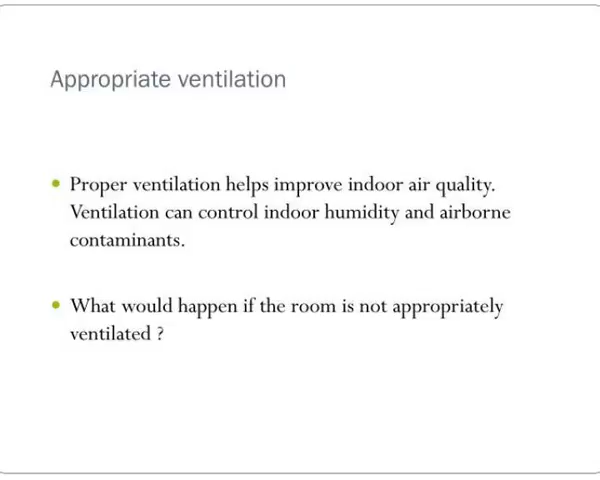 Appropriate ventilation
• Proper ventilation helps improve indoor air quality.
Ventilation can control indoor humidity and airborne
contaminants.
• What would happen if the room is not appropriately
ventilated ?